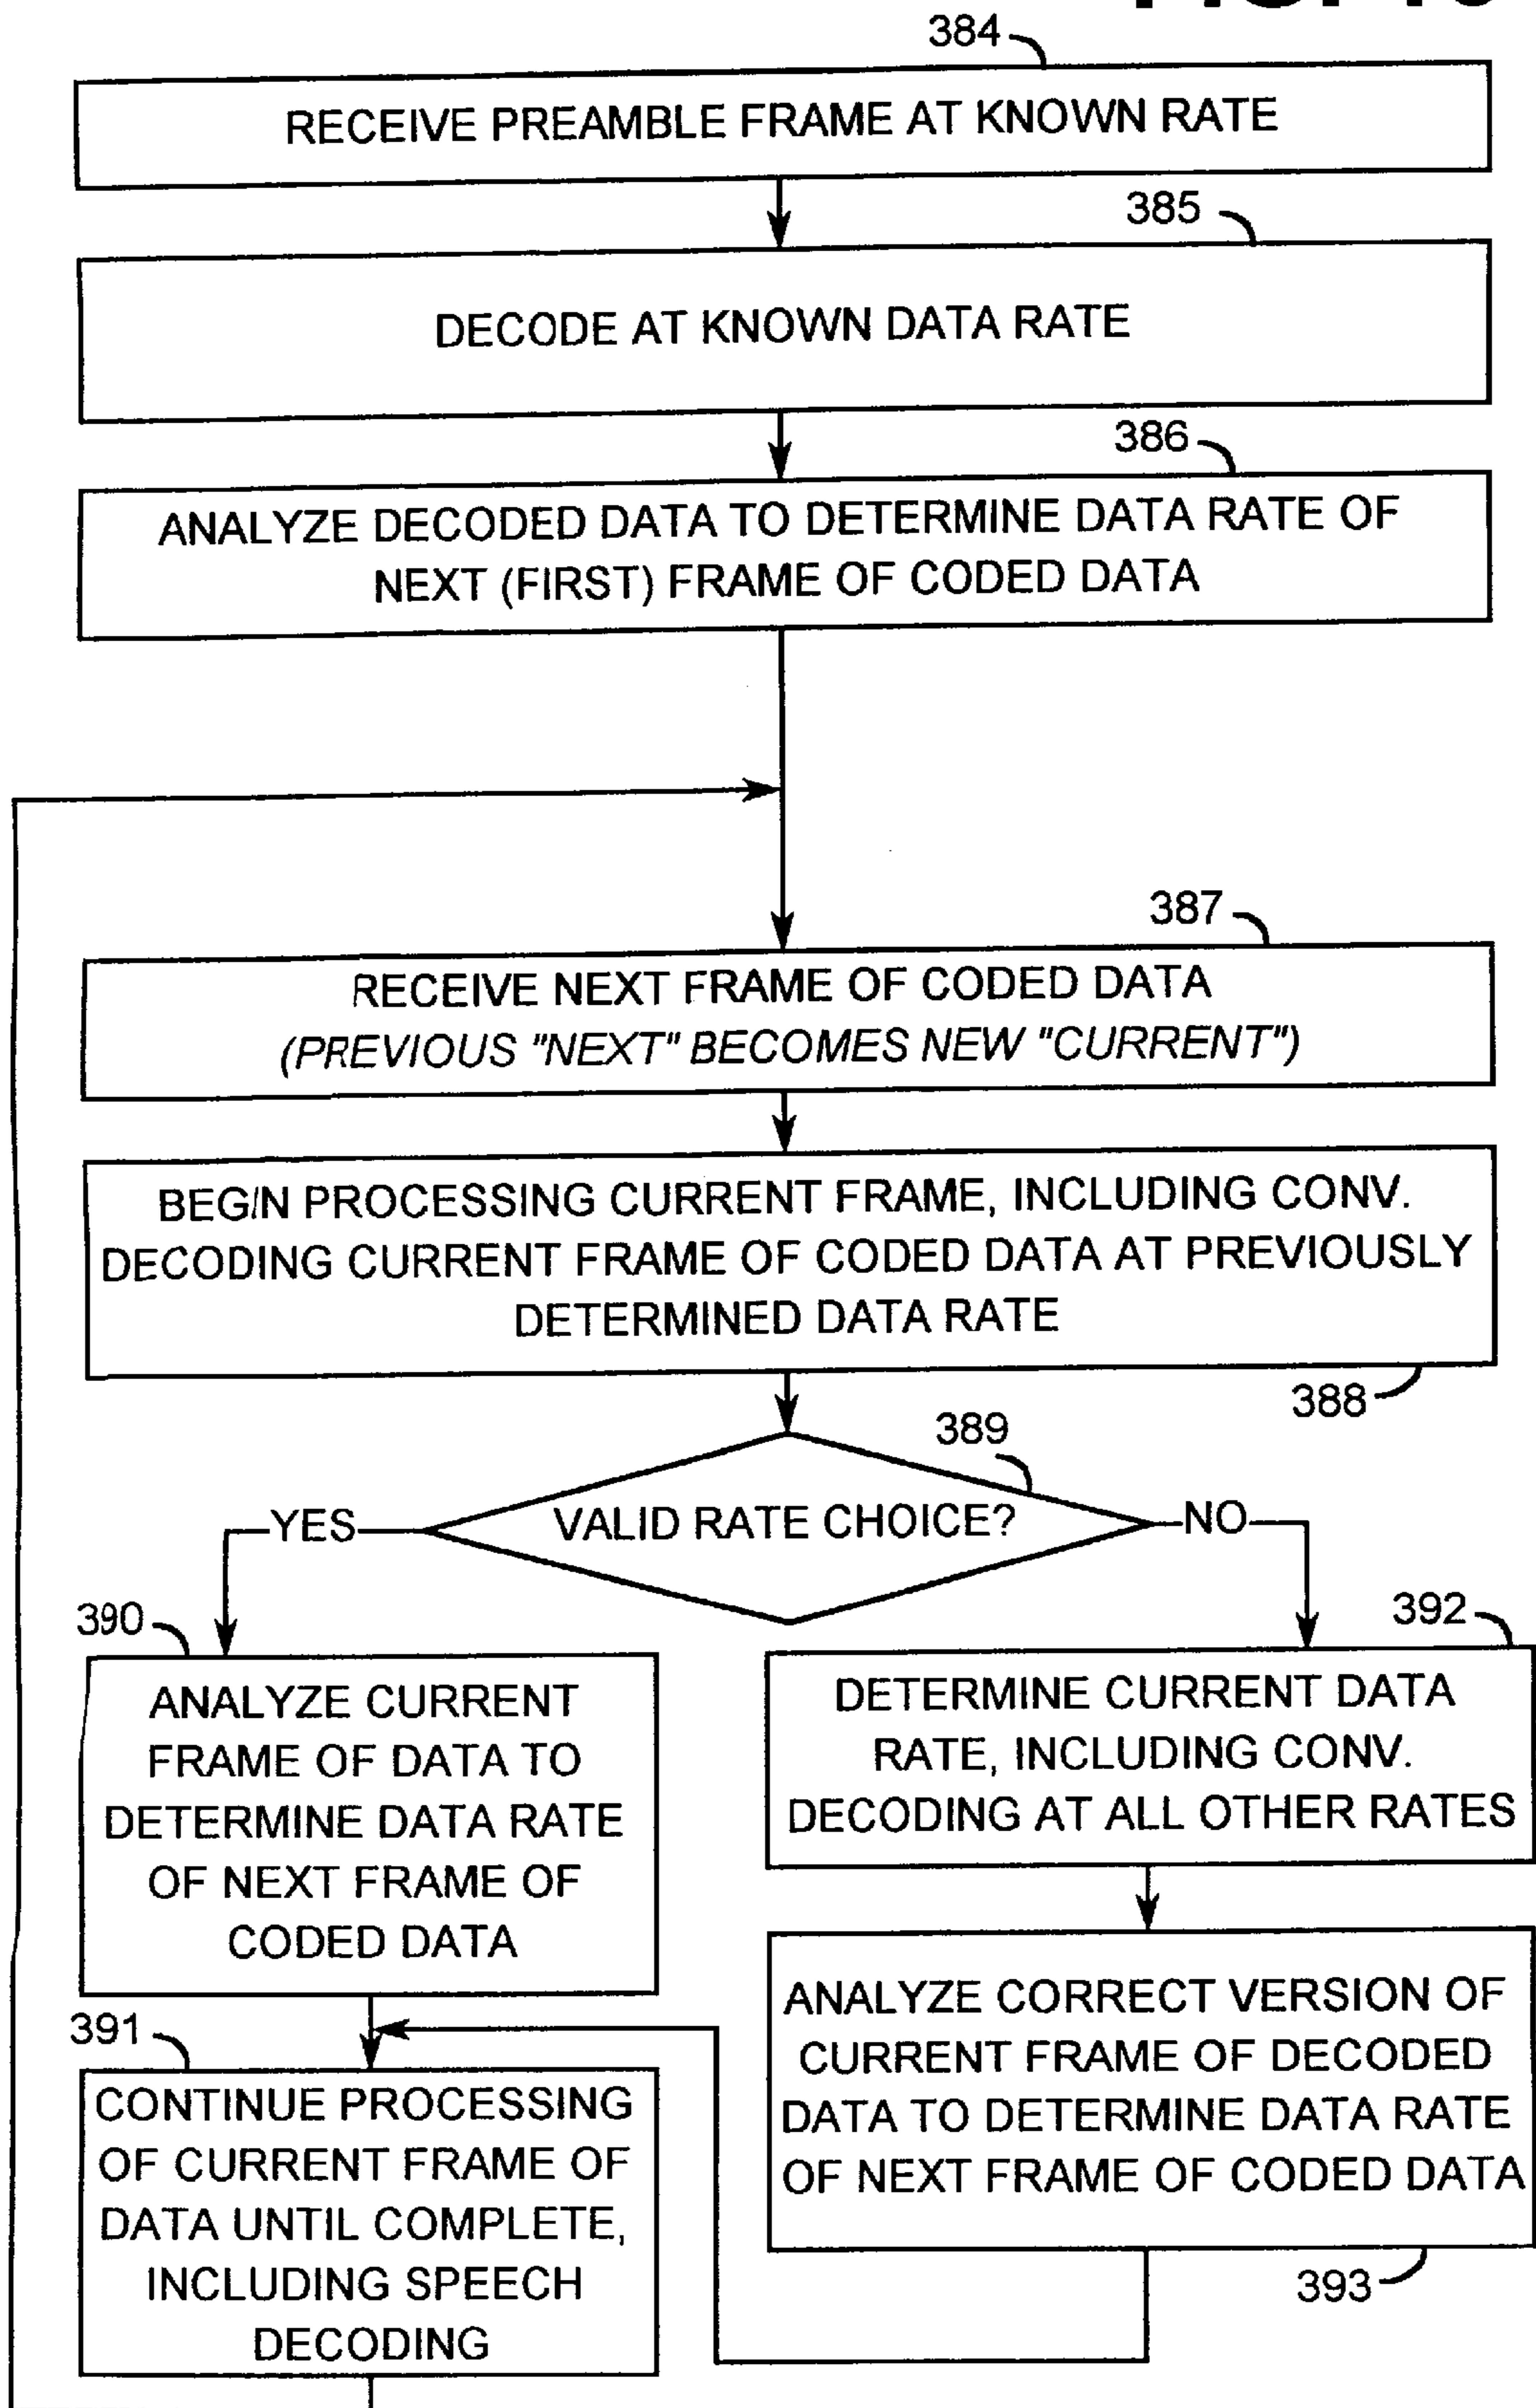 384
RECEIVE PREAMBLE FRAME AT KNOWN RATE
385
DECODE AT KNOWN DATA RATE
386
ANALYZE DECODED DATA TO DETERMINE DATA RATE OF
NEXT (FIRST) FRAME OF CODED DATA
387
RECEIVE NEXT FRAME OF CODED DATA
(PREVIOUS "NEXT" BECOMES NEW "CURRENT")
BEGIN PROCESSING CURRENT FRAME, INCLUDING CONV.
DECODING CURRENT FRAME OF CODED DATA AT PREVIOUSLY
DETERMINED DATA RATE
388
389
VALID RATE CHOICE?
YES
NO
390
ANALYZE CURRENT
FRAME OF DATA TO
DETERMINE DATA RATE
OF NEXT FRAME OF
CODED DATA
392
DETERMINE CURRENT DATA
RATE, INCLUDING CONV.
DECODING AT ALL OTHER RATES
391
CONTINUE PROCESSING
OF CURRENT FRAME OF
DATA UNTIL COMPLETE,
INCLUDING SPEECH
DECODING
ANALYZE CORRECT VERSION OF
CURRENT FRAME OF DECODED
DATA TO DETERMINE DATA RATE
OF NEXT FRAME OF CODED DATA
393